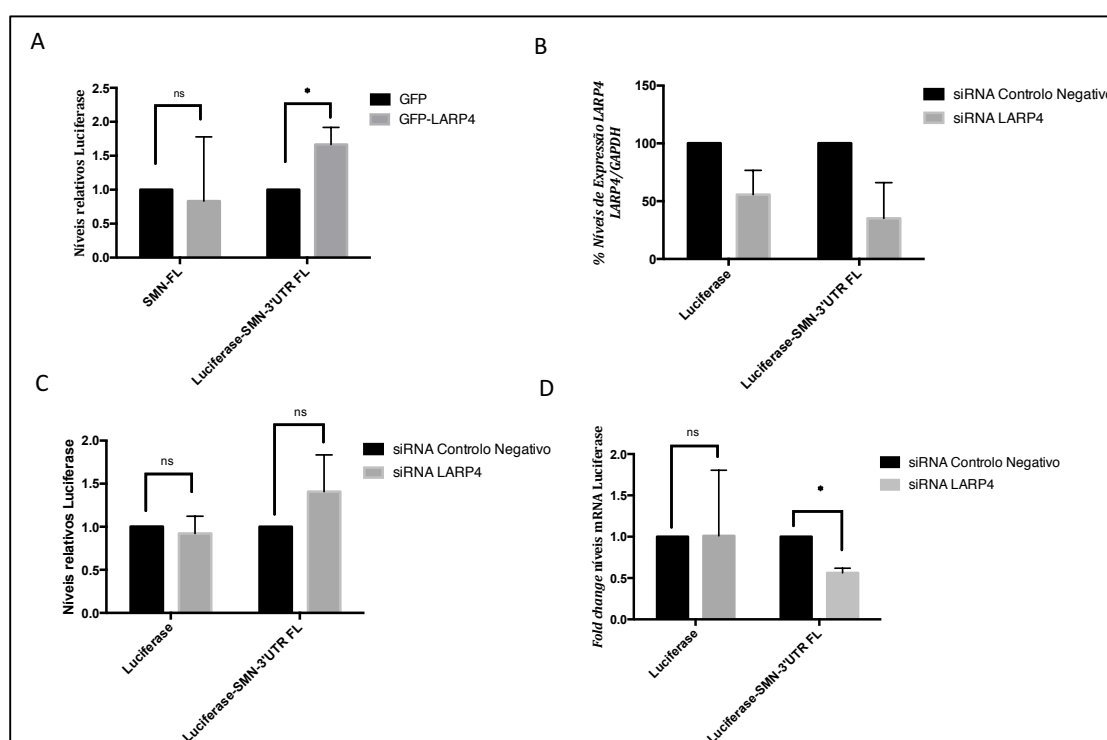 A
Níveis relativos Luciferase
2.5
2.0
1.5
1.0
0.5
0.0
ns
*
GFP
GFP-LARP4
SMN-FL
Luciferase-SMN-3'UTR FL
B
% Níveis de Expressão LARP4
LARP4/GAPDH
150
100
50
0
siRNA Controlo Negativo
siRNA LARP4
Luciferase
Luciferase-SMN-3'UTR FL
C
Níveis relativos Luciferase
2.0
1.5
1.0
0.5
0.0
ns
ns
siRNA Controlo Negativo
siRNA LARP4
Luciferase
Luciferase-SMN-3'UTR FL
D
Fold change níveis mRNA Luciferase
2.0
1.5
1.0
0.5
0.0
ns
*
siRNA Controlo Negativo
siRNA LARP4
Luciferase
Luciferase-SMN-3'UTR FL